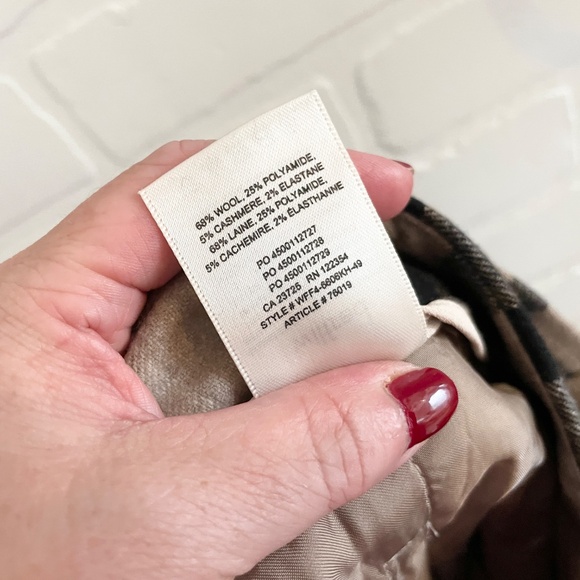 68% WOOL, 25% POLYAMIDE,
5% CASHMERE, 2% ELASTANE
68% LAINE, 25% POLYAMIDE,
5% CACHEMIRE, 2% ÉLASTHANNE
PO 4500112727
PO 4500112728
PO 4500112729
CA 23725 RN 122354
STYLE # WFF4-6606KH-49
ARTICLE # 76019